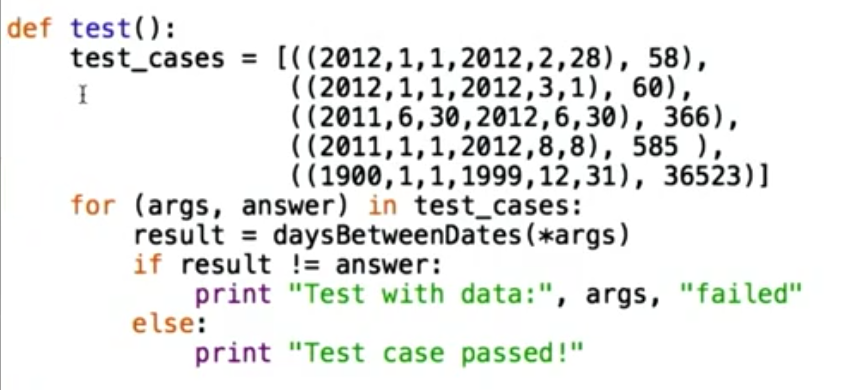 def test():
    test_cases = [((2012,1,1,2012,2,28), 58),
                  ((2012,1,1,2012,3,1), 60),
                  ((2011,6,30,2012,6,30), 366),
                  ((2011,1,1,2012,8,8), 585 ),
                  ((1900,1,1,1999,12,31), 36523)]
    for (args, answer) in test_cases:
        result = daysBetweenDates(*args)
        if result != answer:
            print "Test with data:", args, "failed"
        else:
            print "Test case passed!"